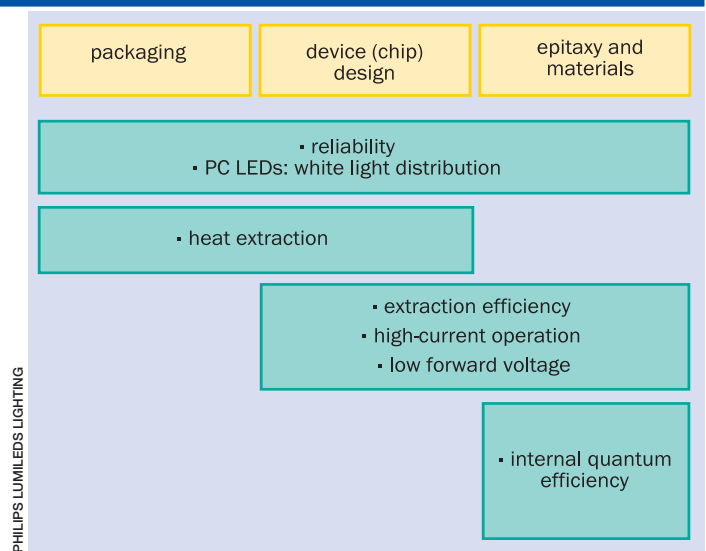 packaging
device (chip)
design
epitaxy and
materials
▪ reliability
▪ PC LEDs: white light distribution
▪ heat extraction
▪ extraction efficiency
▪ high-current operation
▪ low forward voltage
▪ internal quantum
efficiency
PHILIPS LUMILEDS LIGHTING